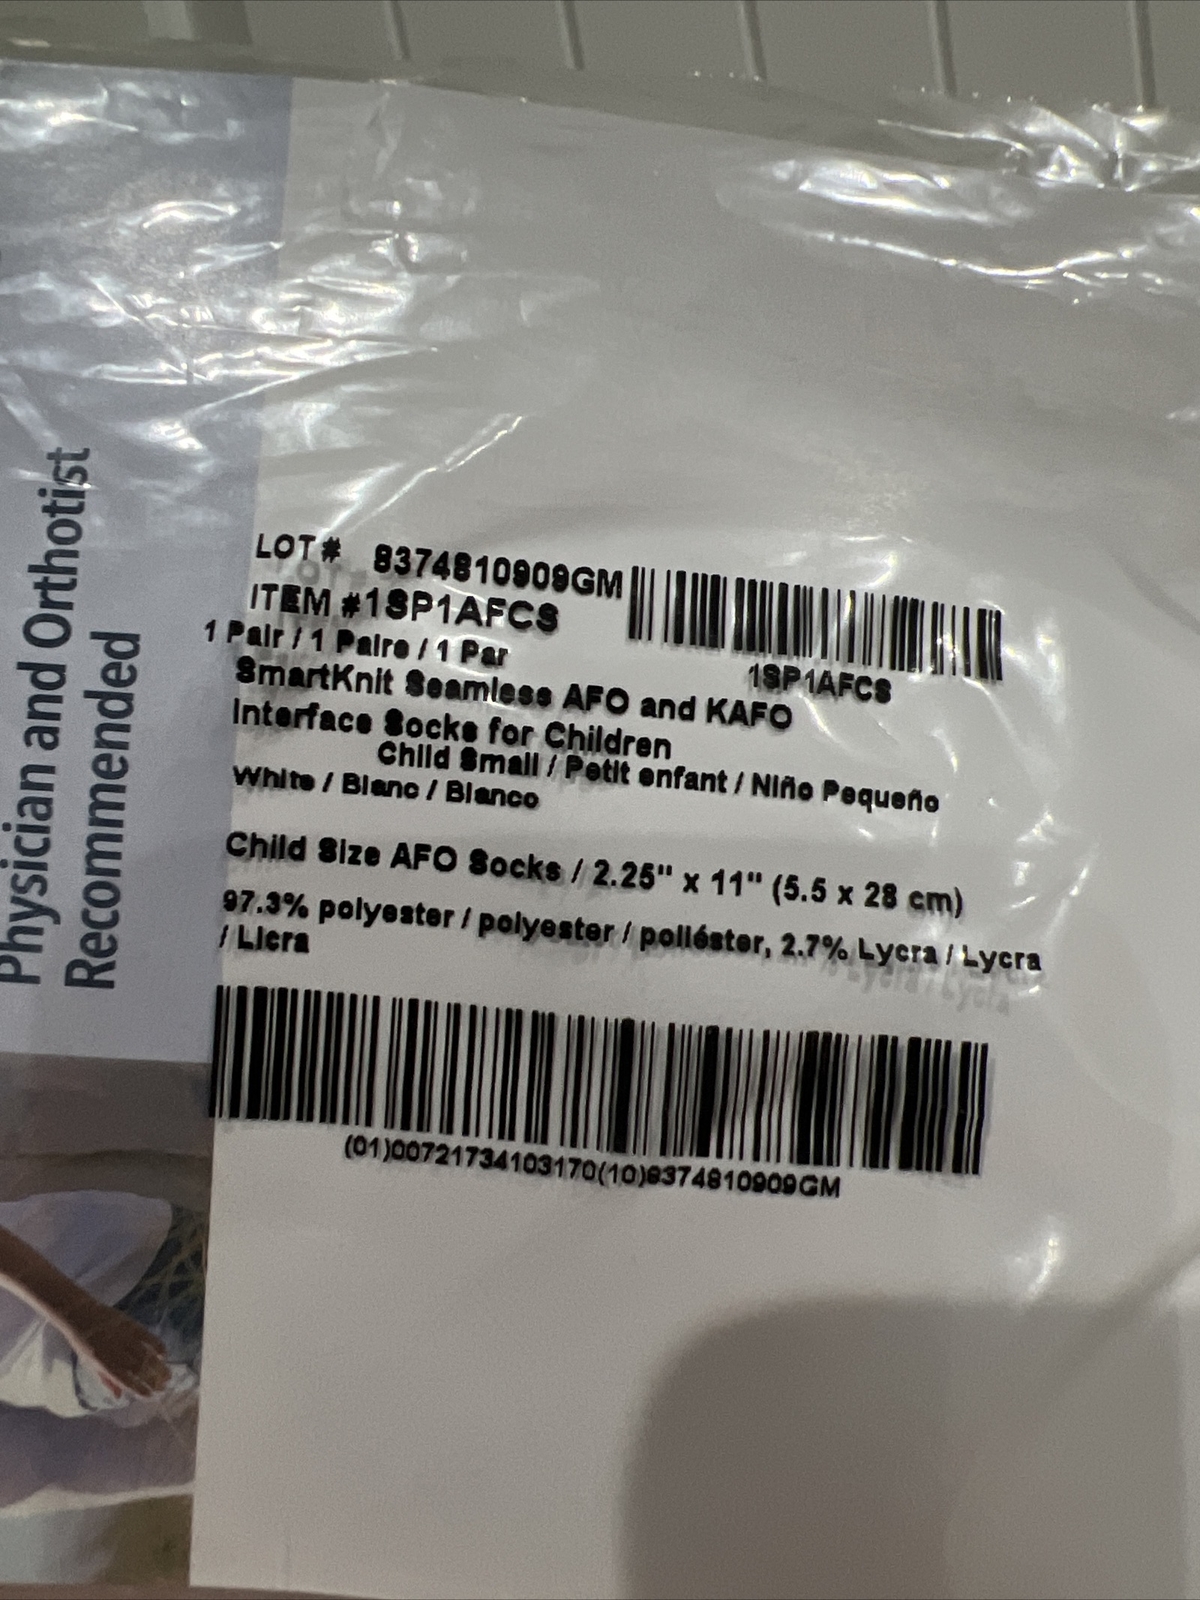 Physician and Orthotist
Recommended
LOT # 8374810909GM
ITEM #1SP1AFCS
1SP1AFCS
1 Pair / 1 Paire / 1 Par
SmartKnit Seamless AFO and KAFO
Interface Socks for Children
Child Small / Petit enfant / Niño Pequeño
White / Blanc / Blanco
Child Size AFO Socks / 2.25" x 11" (5.5 x 28 cm)
97.3% polyester / polyester / poliéster, 2.7% Lycra / Lycra
/ Licra
(01)00721734103170(10)8374810909GM